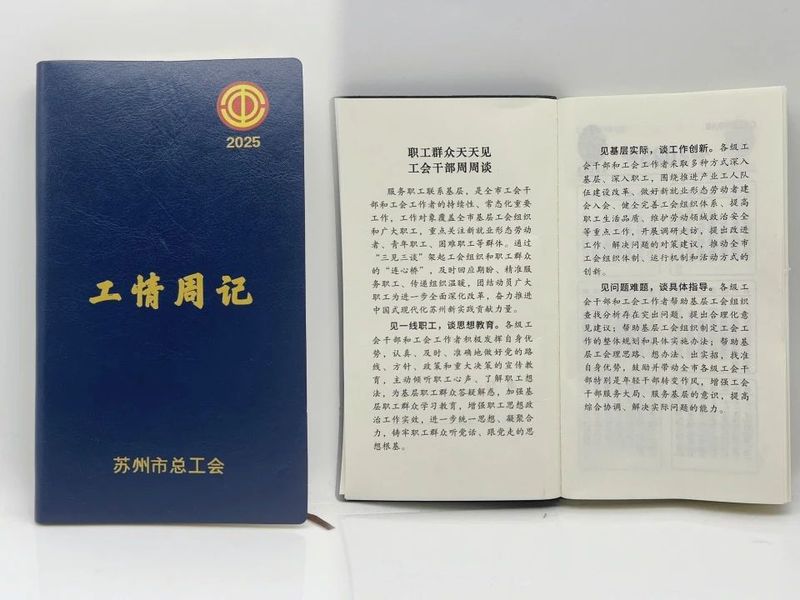 2025
工情周记
苏州市总工会
职工群众天天见
工会干部周周谈
服务职工联系基层，是全市工会干
部和工会工作者的持续性、常态化重要
工作，工作对象覆盖全市基层工会组织
和广大职工，重点关注新就业形态劳动
者、青年职工、困难职工等群体。通过
“三见三谈”架起工会组织和职工群众
的“连心桥”，及时回应期盼、精准服
务职工、传递组织温暖，团结动员广大
职工为进一步全面深化改革，奋力推进
中国式现代化苏州新实践贡献力量。
见一线职工，谈思想教育。各级工
会干部和工会工作者积极发挥自身优
势，认真、及时、准确地做好党的路
线、方针、政策和重大决策的宣传教
育，主动倾听职工心声、了解职工想
法，为基层职工群众答疑解惑，加强基
层职工群众学习教育，增强职工思想政
治工作实效，进一步统一思想、凝聚合
力，铸牢职工群众听党话、跟党走的思
想根基。
见基层实际，谈工作创新。各级工
会干部和工会工作者采取多种方式深入
基层、深入职工，围绕推进产业工人队
伍建设改革、做好新就业形态劳动者建
会入会、健全完善工会组织体系、提高
职工生活品质、维护劳动领域政治安全
等重点工作，开展调研走访，提出改进
工作、解决问题的对策建议，推动全市
工会组织体制、运行机制和活动方式的
创新。
见问题难题，谈具体指导。各级工
会干部和工会工作者帮助基层工会组织
查找分析存在突出问题，提出合理化意
见建议；帮助基层工会组织制定工会工
作的整体规划和具体实施办法；帮助基
层工会理思路、想办法、出实招，找准
自身优势，鼓励并带动全市各级工会干
部特别是年轻干部转变作风，增强工会
干部服务大局、服务基层的意识，提高
综合协调、解决实际问题的能力。